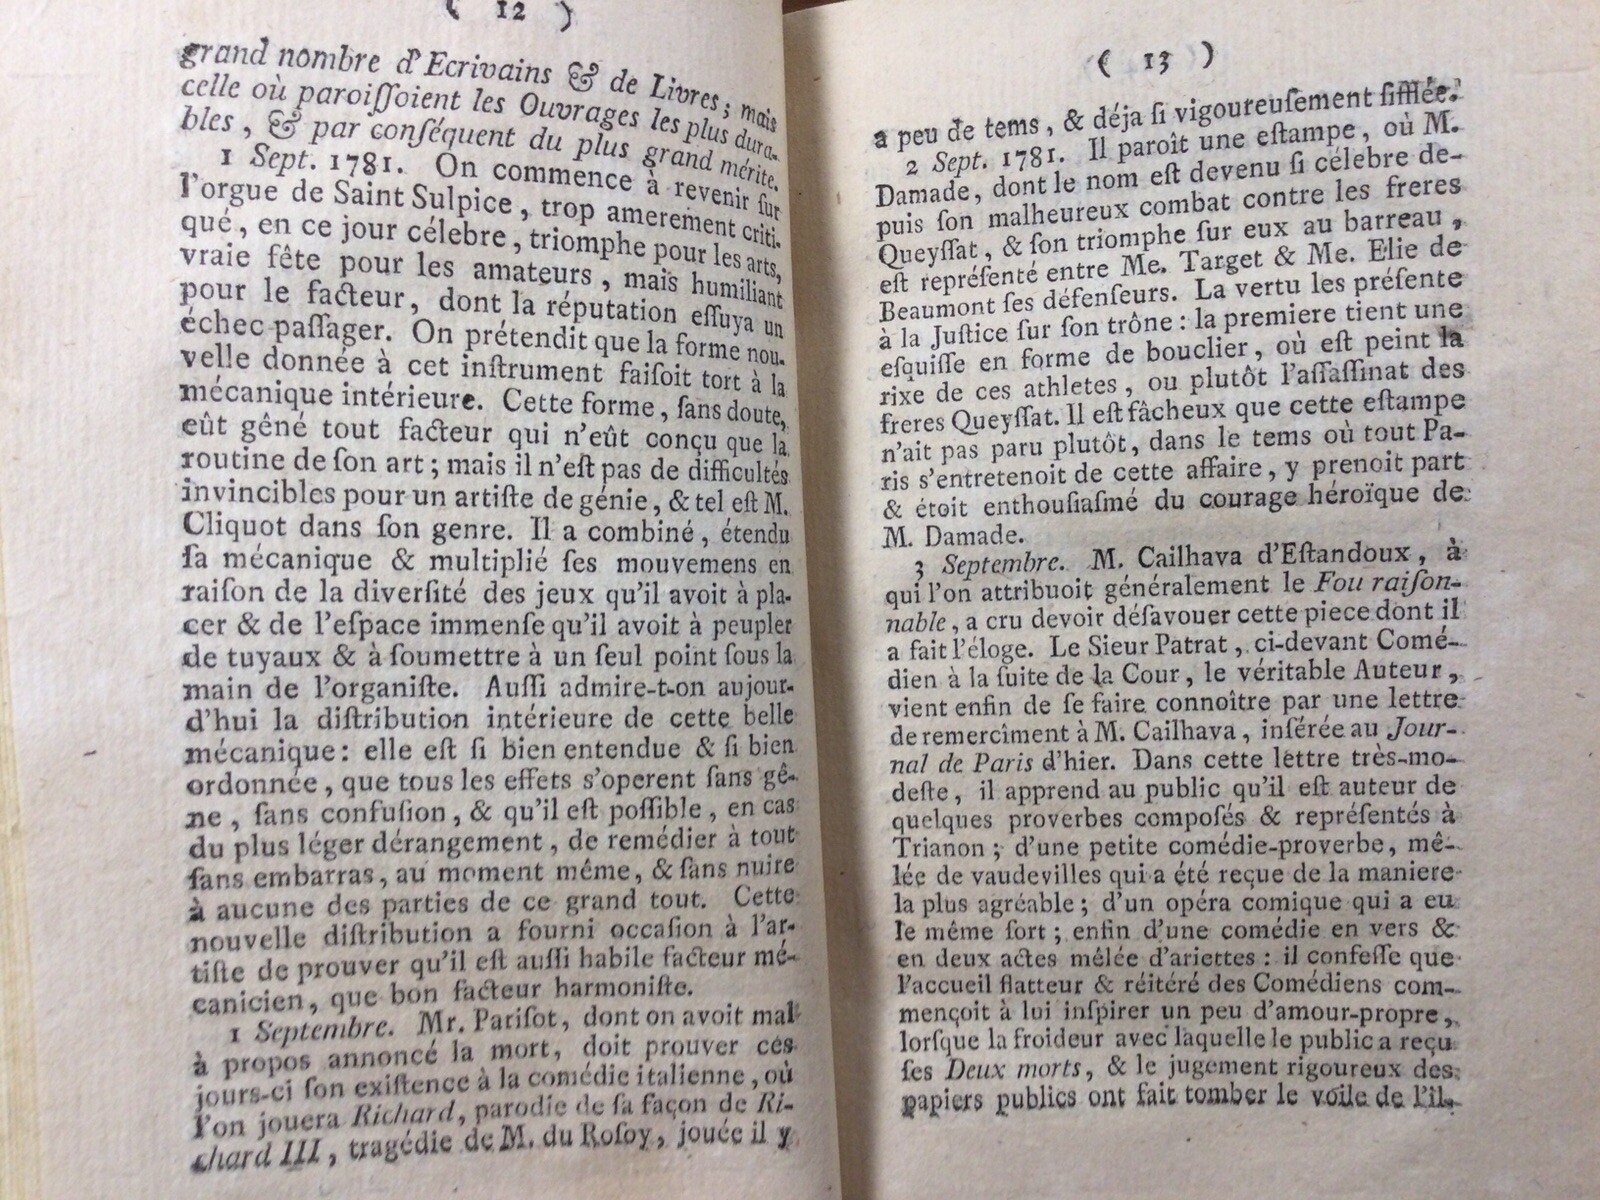 ( 12 )
grand nombre d'Ecrivains & de Livres; mais
celle où paroiſſoient les Ouvrages les plus dura-
bles, & par conſéquent du plus grand mérite.
1 Sept. 1781. On commence à revenir ſur
l'orgue de Saint Sulpice, trop amerement criti-
qué, en ce jour célebre, triomphe pour les arts,
vraie fête pour les amateurs, mais humiliant
pour le facteur, dont la réputation eſſuya un
échec paſſager. On prétendit que la forme nou-
velle donnée à cet inſtrument faiſoit tort à la
mécanique intérieure. Cette forme, ſans doute,
eût gêné tout facteur qui n'eût conçu que la
routine de ſon art; mais il n'eſt pas de difficultés
invincibles pour un artiſte de génie, & tel eſt M.
Cliquot dans ſon genre. Il a combiné, étendu
ſa mécanique & multiplié ſes mouvemens en
raiſon de la diverſité des jeux qu'il avoit à pla-
cer & de l'eſpace immenſe qu'il avoit à peupler
de tuyaux & à ſoumettre à un ſeul point ſous la
main de l'organiſte. Auſſi admire-t-on aujour-
d'hui la diſtribution intérieure de cette belle
mécanique: elle eſt ſi bien entendue & ſi bien
ordonnée, que tous les effets s'operent ſans gê-
ne, ſans confuſion, & qu'il eſt poſſible, en cas
du plus léger dérangement, de remédier à tout
ſans embarras, au moment même, & ſans nuire
à aucune des parties de ce grand tout. Cette
nouvelle diſtribution a fourni occaſion à l'ar-
tiſte de prouver qu'il eſt auſſi habile facteur mé-
canicien, que bon facteur harmoniſte.
1 Septembre. Mr. Pariſot, dont on avoit mal
à propos annoncé la mort, doit prouver ces
jours-ci ſon exiſtence à la comédie italienne, où
l'on jouera Richard, parodie de ſa façon de Ri-
chard III, tragédie de M. du Roſoy, jouée il y
( 13 )
a peu de tems, & déja ſi vigoureuſement ſifflée.
2 Sept. 1781. Il paroît une eſtampe, où M.
Damade, dont le nom eſt devenu ſi célebre de-
puis ſon malheureux combat contre les freres
Queyſſat, & ſon triomphe ſur eux au barreau,
eſt repréſenté entre Me. Target & Me. Elie de
Beaumont ſes défenſeurs. La vertu les préſente
à la Juſtice ſur ſon trône: la premiere tient une
eſquiſſe en forme de bouclier, où eſt peint la
rixe de ces athletes, ou plutôt l'aſſaſſinat des
freres Queyſſat. Il eſt fâcheux que cette eſtampe
n'ait pas paru plutôt, dans le tems où tout Pa-
ris s'entretenoit de cette affaire, y prenoit part
& étoit enthouſiaſmé du courage héroïque de
M. Damade.
3 Septembre. M. Cailhava d'Eſtandoux, à
qui l'on attribuoit généralement le Fou raiſon-
nable, a cru devoir déſavouer cette piece dont il
a fait l'éloge. Le Sieur Patrat, ci-devant Comé-
dien à la ſuite de la Cour, le véritable Auteur,
vient enfin de ſe faire connoître par une lettre
de remercîment à M. Cailhava, inſérée au Jour-
nal de Paris d'hier. Dans cette lettre très-mo-
deſte, il apprend au public qu'il eſt auteur de
quelques proverbes compoſés & repréſentés à
Trianon; d'une petite comédie-proverbe, mê-
lée de vaudevilles qui a été reçue de la maniere
la plus agréable; d'un opéra comique qui a eu
le même ſort; enfin d'une comédie en vers &
en deux actes mêlée d'ariettes: il confeſſe que
l'accueil flatteur & réitéré des Comédiens com-
mençoit à lui inſpirer un peu d'amour-propre,
lorſque la froideur avec laquelle le public a reçu
ſes Deux morts, & le jugement rigoureux des
papiers publics ont fait tomber le voile de l'il-